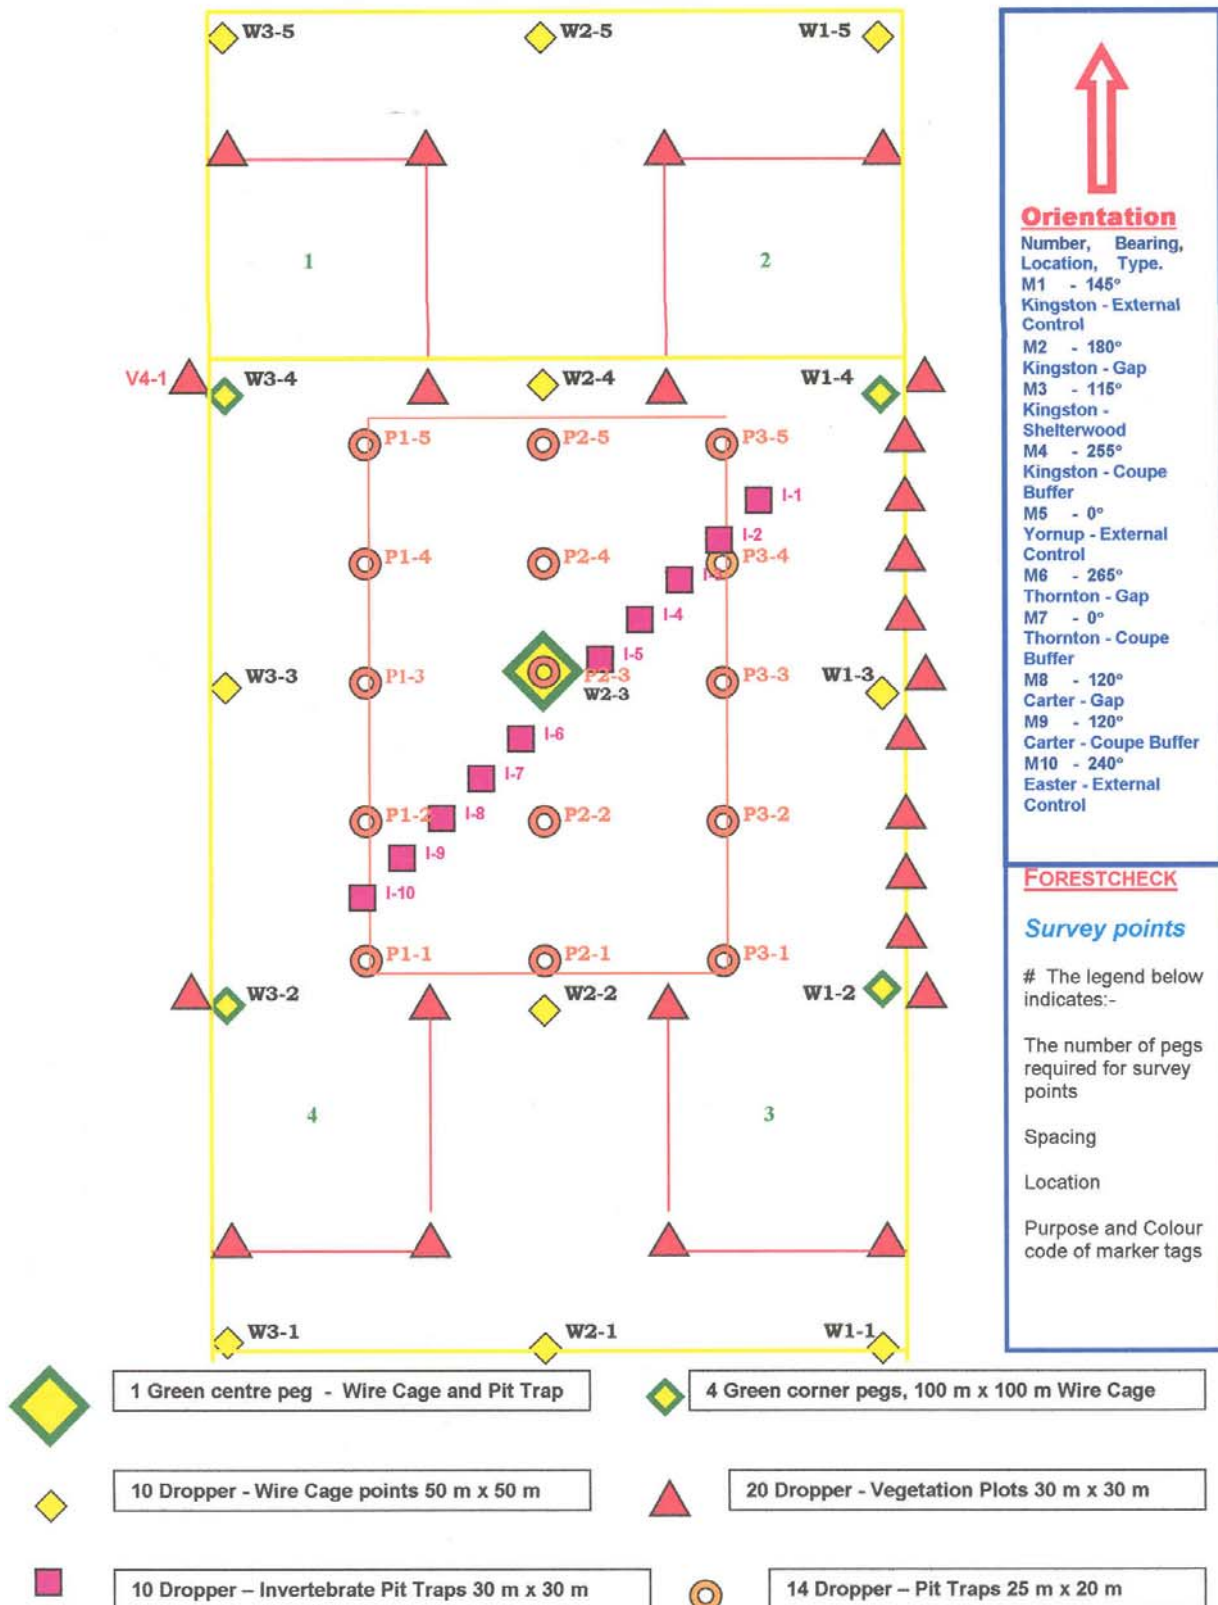 W3-5
W2-5
W1-5
1
2
V4-1
W3-4
W2-4
W1-4
P1-5
P2-5
P3-5
I-1
I-2
P1-4
P2-4
P3-4
I-4
I-5
W3-3
P1-3
P2-3
W2-3
P3-3
W1-3
I-6
I-7
P1-2
I-8
P2-2
P3-2
I-9
I-10
P1-1
P2-1
P3-1
W3-2
W2-2
W1-2
4
3
W3-1
W2-1
W1-1
Orientation
Number, Bearing,
Location, Type.
M1 - 145°
Kingston - External
Control
M2 - 180°
Kingston - Gap
M3 - 115°
Kingston -
Shelterwood
M4 - 255°
Kingston - Coupe
Buffer
M5 - 0°
Yornup - External
Control
M6 - 265°
Thornton - Gap
M7 - 0°
Thornton - Coupe
Buffer
M8 - 120°
Carter - Gap
M9 - 120°
Carter - Coupe Buffer
M10 - 240°
Easter - External
Control
FORESTCHECK
Survey points
# The legend below
indicates:-
The number of pegs
required for survey
points
Spacing
Location
Purpose and Colour
code of marker tags
1 Green centre peg - Wire Cage and Pit Trap
4 Green corner pegs, 100 m x 100 m Wire Cage
10 Dropper - Wire Cage points 50 m x 50 m
20 Dropper - Vegetation Plots 30 m x 30 m
10 Dropper – Invertebrate Pit Traps 30 m x 30 m
14 Dropper – Pit Traps 25 m x 20 m